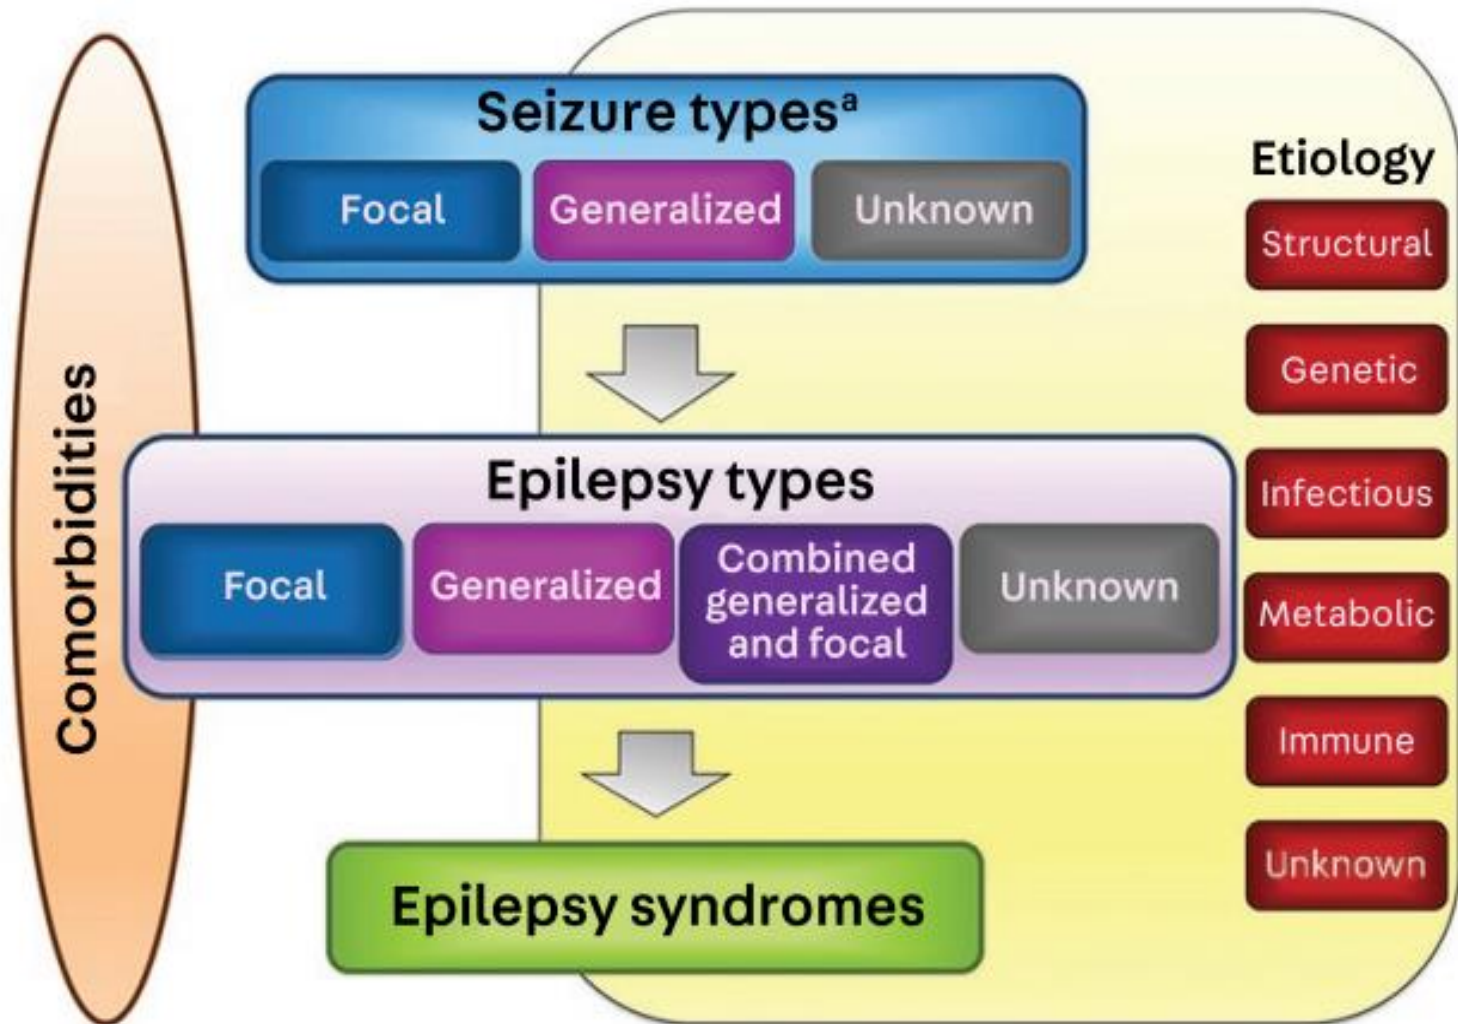 Comorbidities
Seizure typesᵃ
Focal
Generalized
Unknown
Epilepsy types
Focal
Generalized
Combined
generalized
and focal
Unknown
Epilepsy syndromes
Etiology
Structural
Genetic
Infectious
Metabolic
Immune
Unknown